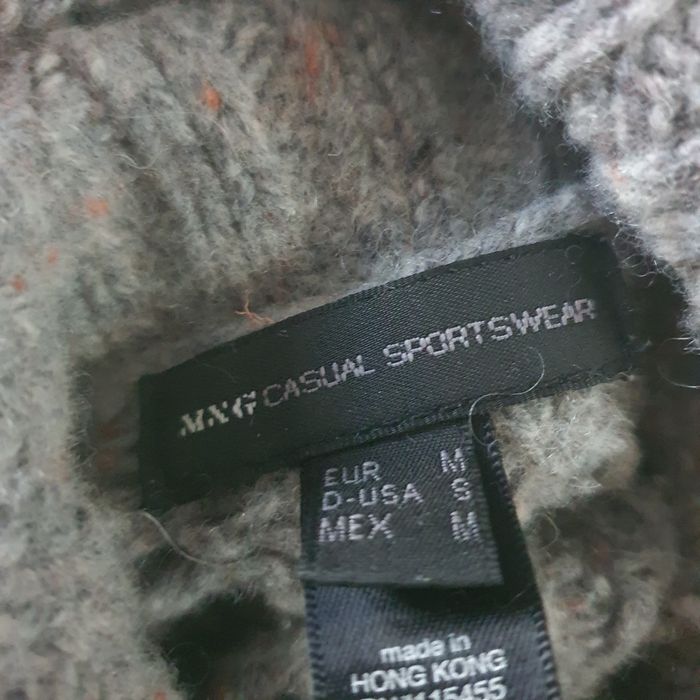 MNG CASUAL SPORTSWEAR
EUR M
D-USA S
MEX M
made in
HONG KONG